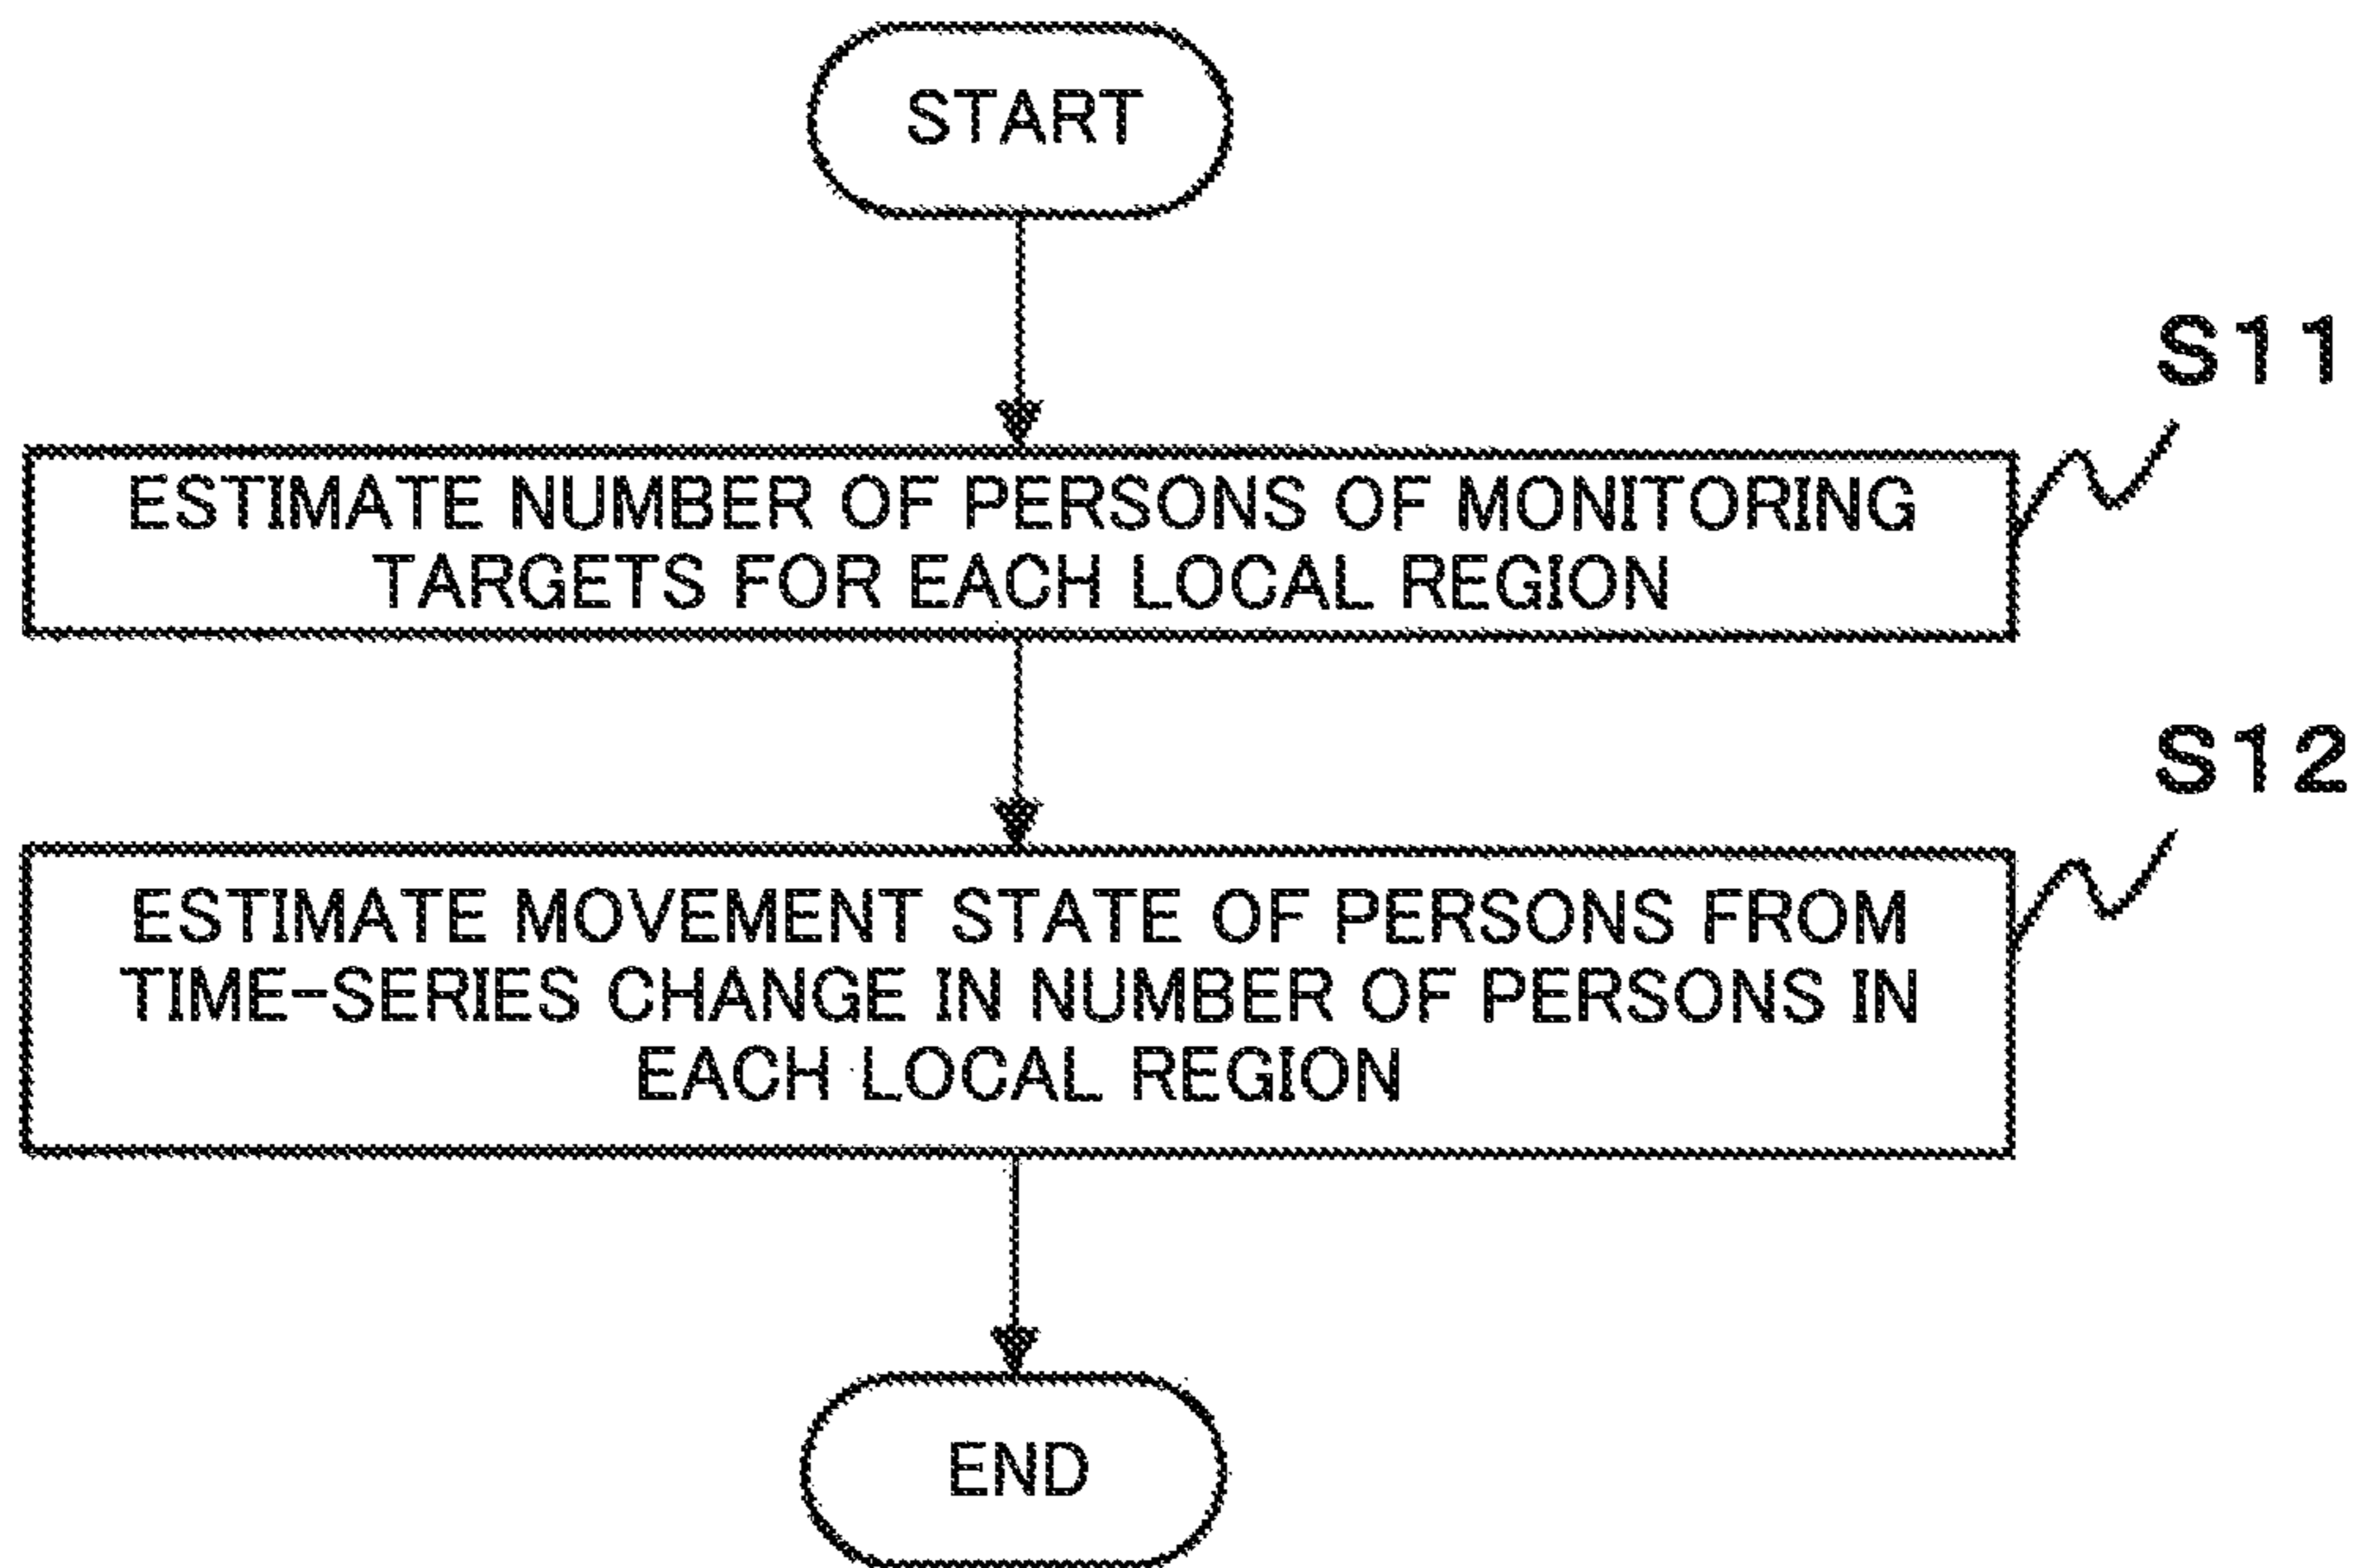 START
S11
ESTIMATE NUMBER OF PERSONS OF MONITORING
TARGETS FOR EACH LOCAL REGION
S12
ESTIMATE MOVEMENT STATE OF PERSONS FROM
TIME-SERIES CHANGE IN NUMBER OF PERSONS IN
EACH LOCAL REGION
END